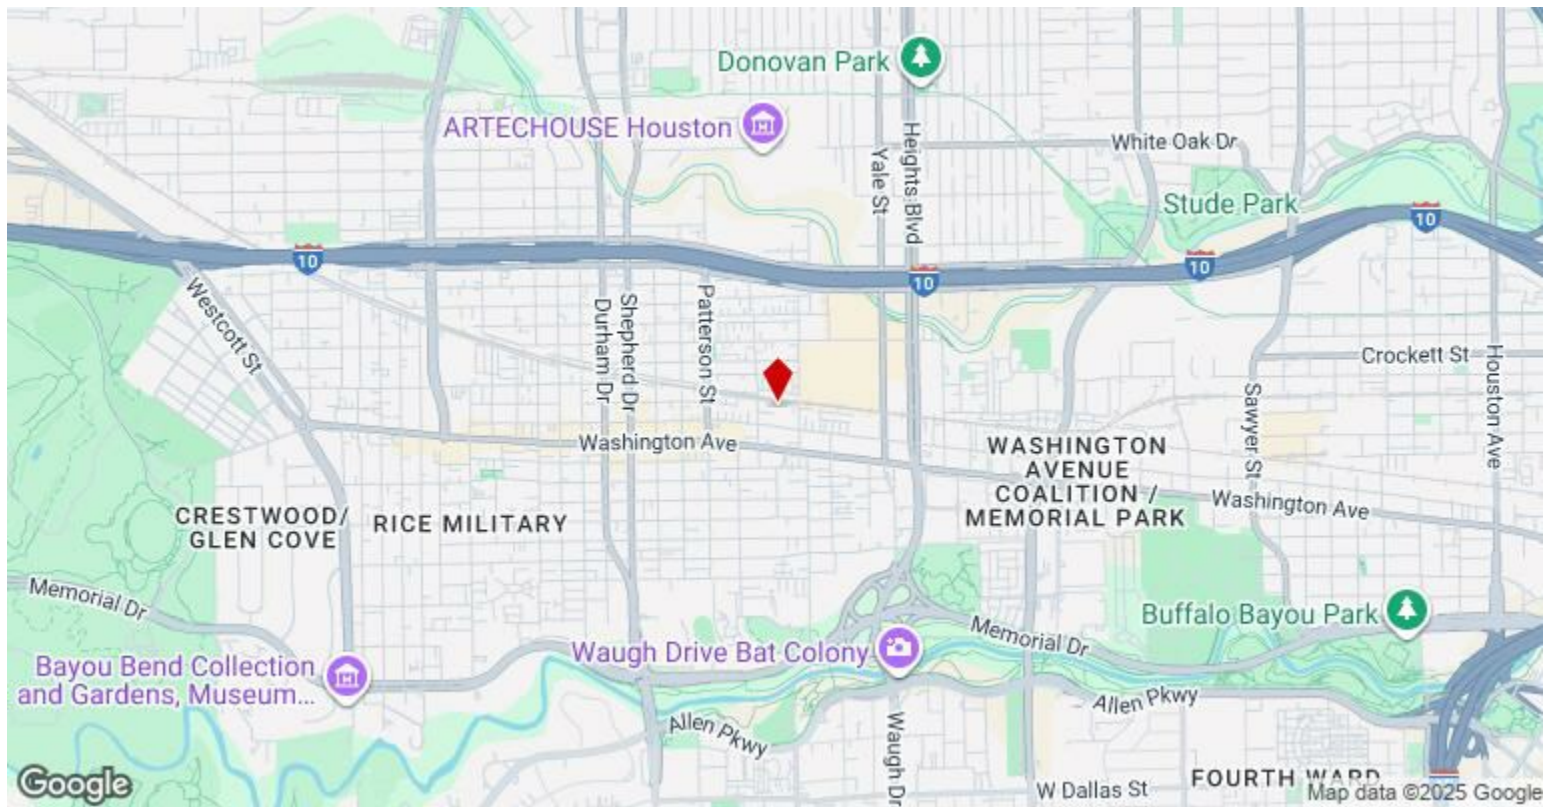 Donovan Park
ARTECHOUSE Houston
White Oak Dr
Heights Blvd
Yale St
Stude Park
10
10
10
10
Westcott St
Durham Dr
Shepherd Dr
Patterson St
Crockett St
Houston Ave
Sawyer St
Washington Ave
WASHINGTON
AVENUE
COALITION /
MEMORIAL PARK
Washington Ave
CRESTWOOD/
GLEN COVE
RICE MILITARY
Memorial Dr
Buffalo Bayou Park
Memorial Dr
Waugh Drive Bat Colony
Bayou Bend Collection
and Gardens, Museum...
Allen Pkwy
Allen Pkwy
Waugh Dr
W Dallas St
FOURTH WARD
10
Google
Map data ©2025 Google